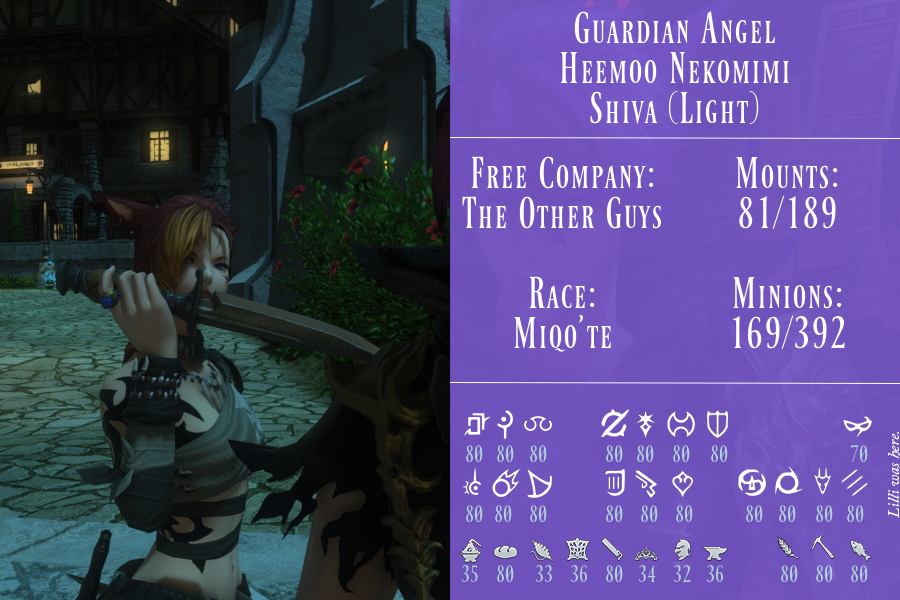 Guardian Angel
Heemoo Nekomimi
Shiva (Light)
Free Company:
The Other Guys
Mounts:
81/189
Race:
Miqo'te
Minions:
169/392
80 80 80 80 80 80 80 70
80 80 80 80 80 80 80 80 80 80
35 80 33 36 80 34 32 36 80 80 80
Lilli was here.